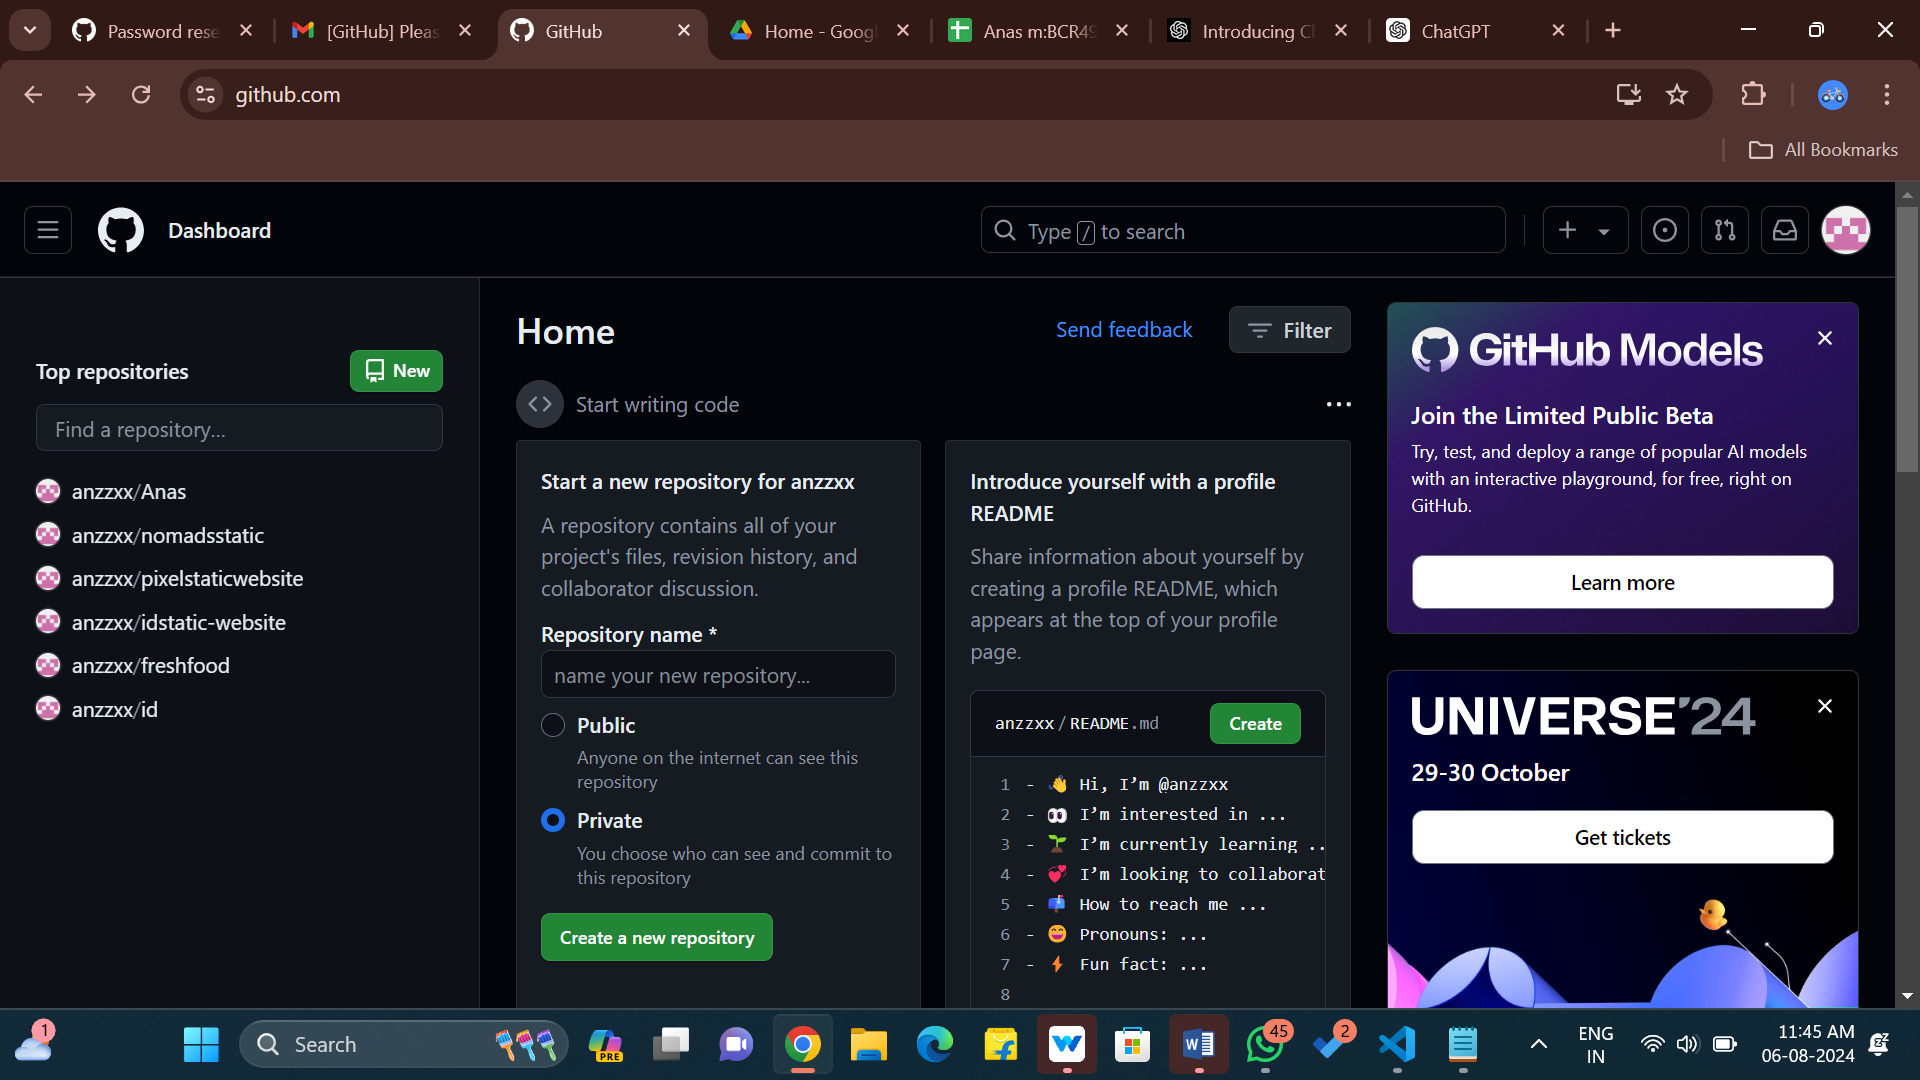 Password rese
[GitHub] Pleas
GitHub
Home - Googl
Anas m:BCR49
Introducing Ch
ChatGPT
github.com
All Bookmarks
Dashboard
Type / to search
Top repositories
New
Find a repository...
anzzxx/Anas
anzzxx/nomadsstatic
anzzxx/pixelstaticwebsite
anzzxx/idstatic-website
anzzxx/freshfood
anzzxx/id
Home
Send feedback
Filter
Start writing code
Start a new repository for anzzxx
A repository contains all of your
project's files, revision history, and
collaborator discussion.
Repository name *
name your new repository...
Public
Anyone on the internet can see this
repository
Private
You choose who can see and commit to
this repository
Create a new repository
Introduce yourself with a profile
README
Share information about yourself by
creating a profile README, which
appears at the top of your profile
page.
anzzxx/README.md
Create
1 - 👋 Hi, I’m @anzzxx
2 - 👀 I’m interested in ...
3 - 🌱 I’m currently learning ..
4 - 💞️ I’m looking to collaborat
5 - 📫 How to reach me ...
6 - 😄 Pronouns: ...
7 - ⚡ Fun fact: ...
8
GitHub Models
Join the Limited Public Beta
Try, test, and deploy a range of popular AI models
with an interactive playground, for free, right on
GitHub.
Learn more
UNIVERSE'24
29-30 October
Get tickets
1
Search
PRE
45
2
ENG
IN
11:45 AM
06-08-2024